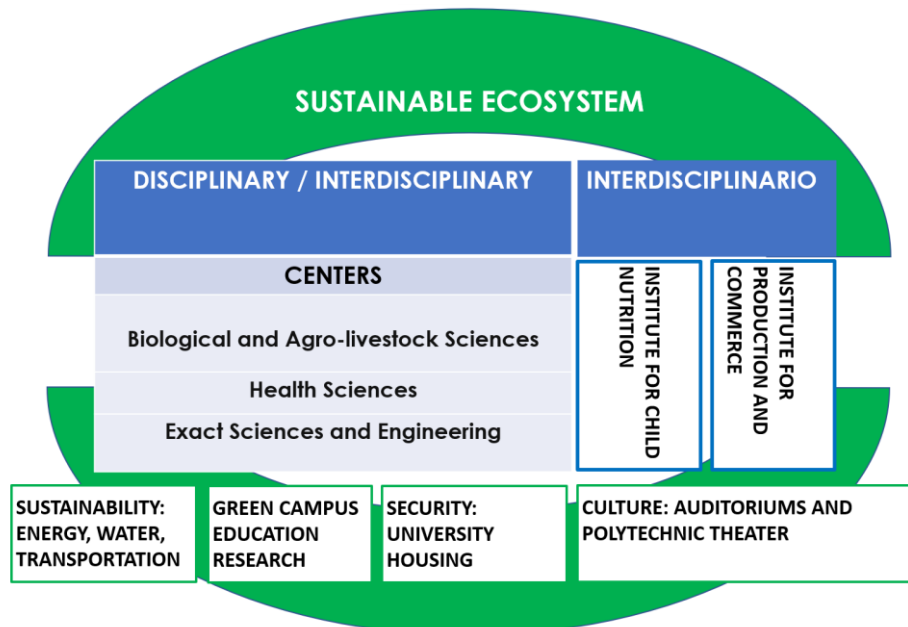 SUSTAINABLE ECOSYSTEM
DISCIPLINARY / INTERDISCIPLINARY
INTERDISCIPLINARIO
CENTERS
Biological and Agro-livestock Sciences
Health Sciences
Exact Sciences and Engineering
INSTITUTE FOR CHILD
NUTRITION
INSTITUTE FOR
PRODUCTION AND
COMMERCE
SUSTAINABILITY:
ENERGY, WATER,
TRANSPORTATION
GREEN CAMPUS
EDUCATION
RESEARCH
SECURITY:
UNIVERSITY
HOUSING
CULTURE: AUDITORIUMS AND
POLYTECHNIC THEATER